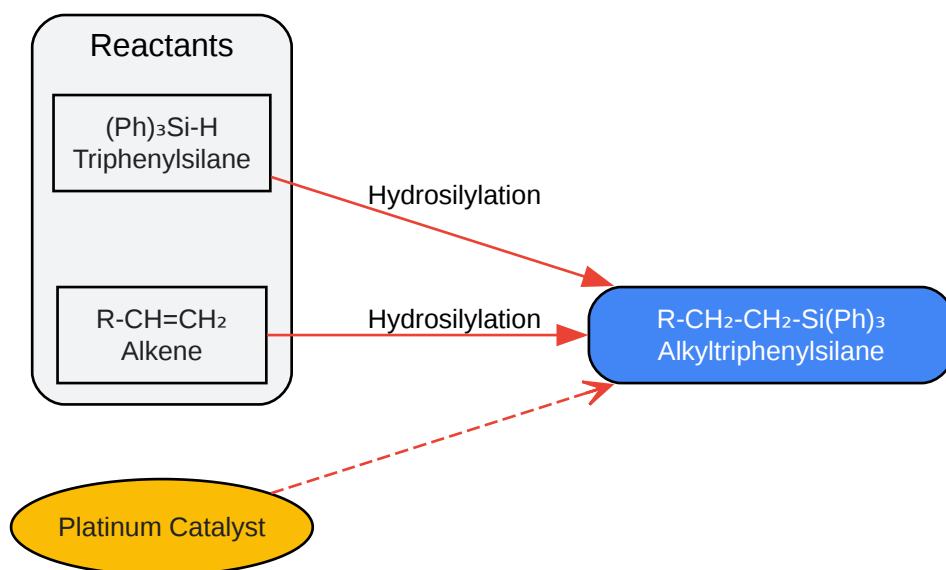 Reactants
(Ph)₃Si-H
Triphenylsilane
Hydrosilylation
R-CH=CH₂
Alkene
Hydrosilylation
R-CH₂-CH₂-Si(Ph)₃
Alkyltriphenylsilane
Platinum Catalyst